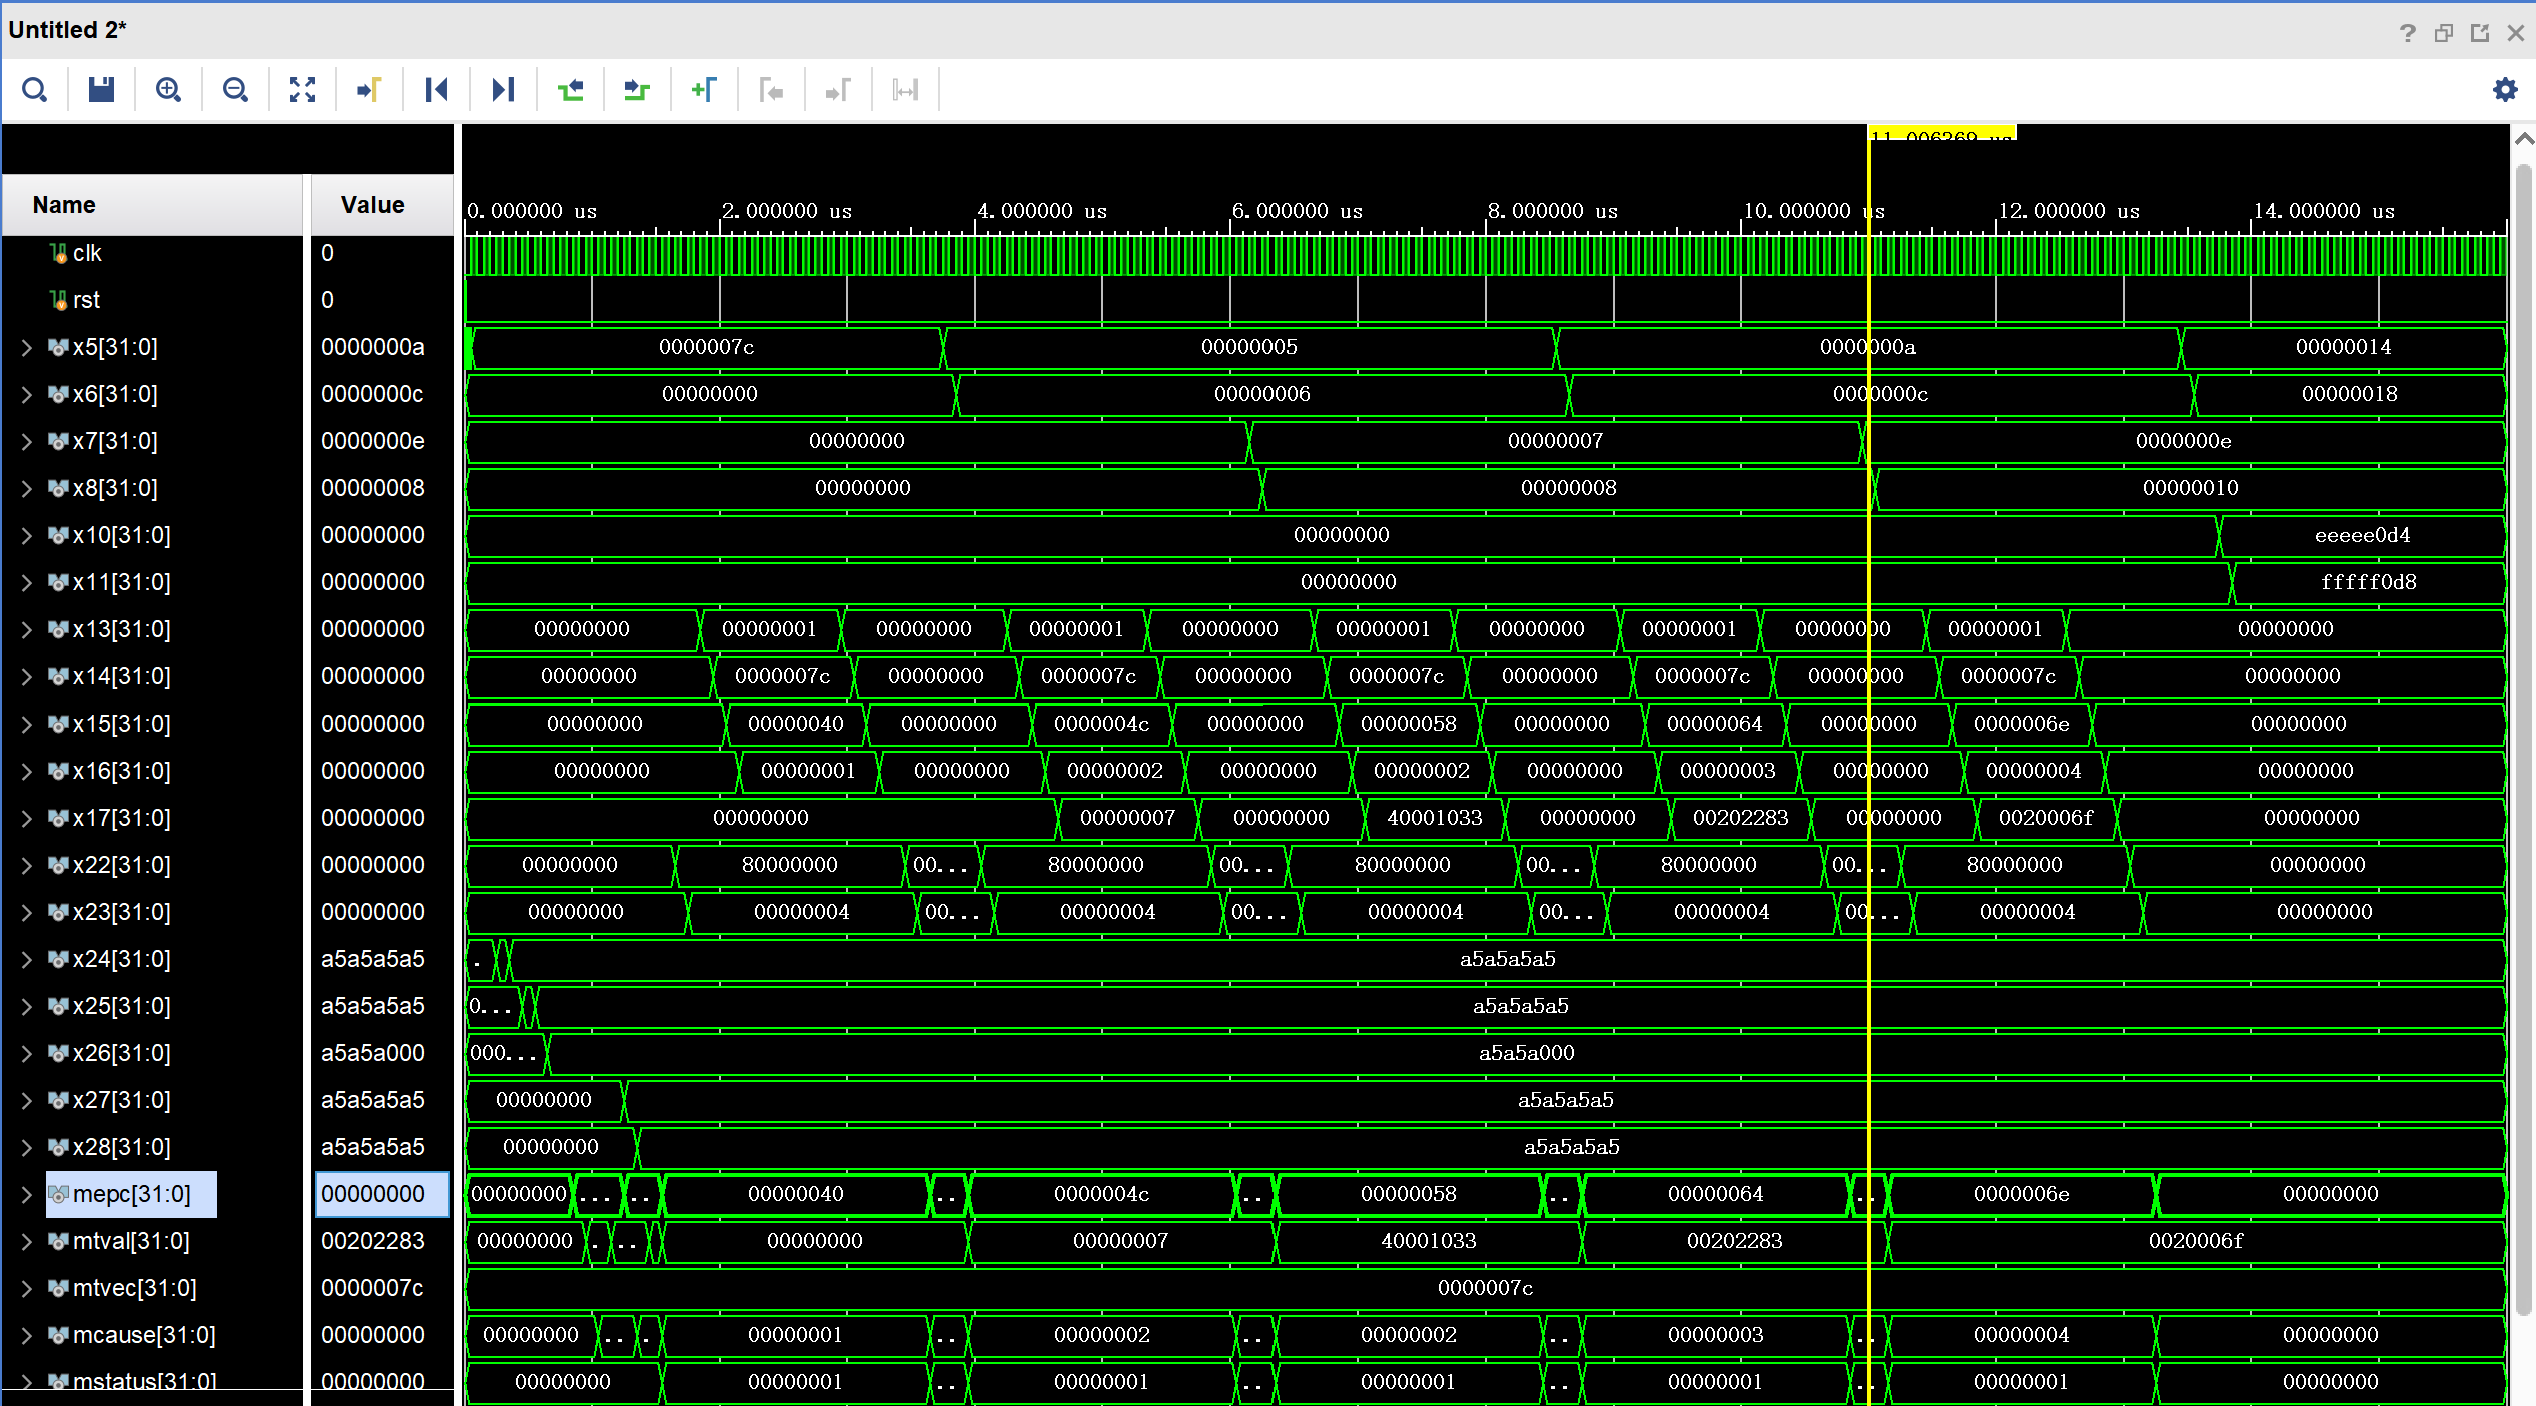 Untitled 2*
11.006269 us
Name Value
0.000000 us 2.000000 us 4.000000 us 6.000000 us 8.000000 us 10.000000 us 12.000000 us 14.000000 us
clk 0
rst 0
x5[31:0] 0000000a 0000007c 00000005 0000000a 00000014
x6[31:0] 0000000c 00000000 00000006 0000000c 00000018
x7[31:0] 0000000e 00000000 00000007 0000000e
x8[31:0] 00000008 00000000 00000008 00000010
x10[31:0] 00000000 00000000 eeeee0d4
x11[31:0] 00000000 00000000 fffff0d8
x13[31:0] 00000000 00000000 00000001 00000000 00000001 00000000 00000001 00000000 00000001 00000000 00000001 00000000
x14[31:0] 00000000 00000000 0000007c 00000000 0000007c 00000000 0000007c 00000000 0000007c 00000000 0000007c 00000000
x15[31:0] 00000000 00000000 00000040 00000000 0000004c 00000000 00000058 00000000 00000064 00000000 0000006e 00000000
x16[31:0] 00000000 00000000 00000001 00000000 00000002 00000000 00000002 00000000 00000003 00000000 00000004 00000000
x17[31:0] 00000000 00000000 00000007 00000000 40001033 00000000 00202283 00000000 0020006f 00000000
x22[31:0] 00000000 00000000 80000000 00... 80000000 00... 80000000 00... 80000000 00... 80000000 00000000
x23[31:0] 00000000 00000000 00000004 00... 00000004 00... 00000004 00... 00000004 00... 00000004 00000000
x24[31:0] a5a5a5a5 . a5a5a5a5
x25[31:0] a5a5a5a5 0... a5a5a5a5
x26[31:0] a5a5a000 000... a5a5a000
x27[31:0] a5a5a5a5 00000000 a5a5a5a5
x28[31:0] a5a5a5a5 00000000 a5a5a5a5
mepc[31:0] 00000000 00000000 ... .. 00000040 .. 0000004c .. 00000058 .. 00000064 .. 0000006e 00000000
mtval[31:0] 00202283 00000000 . .. 00000000 00000007 40001033 00202283 0020006f
mtvec[31:0] 0000007c 0000007c
mcause[31:0] 00000000 00000000 .. . 00000001 .. 00000002 .. 00000002 .. 00000003 .. 00000004 00000000
mstatus[31:0] 00000000 00000000 00000001 .. 00000001 .. 00000001 .. 00000001 .. 00000001 00000000